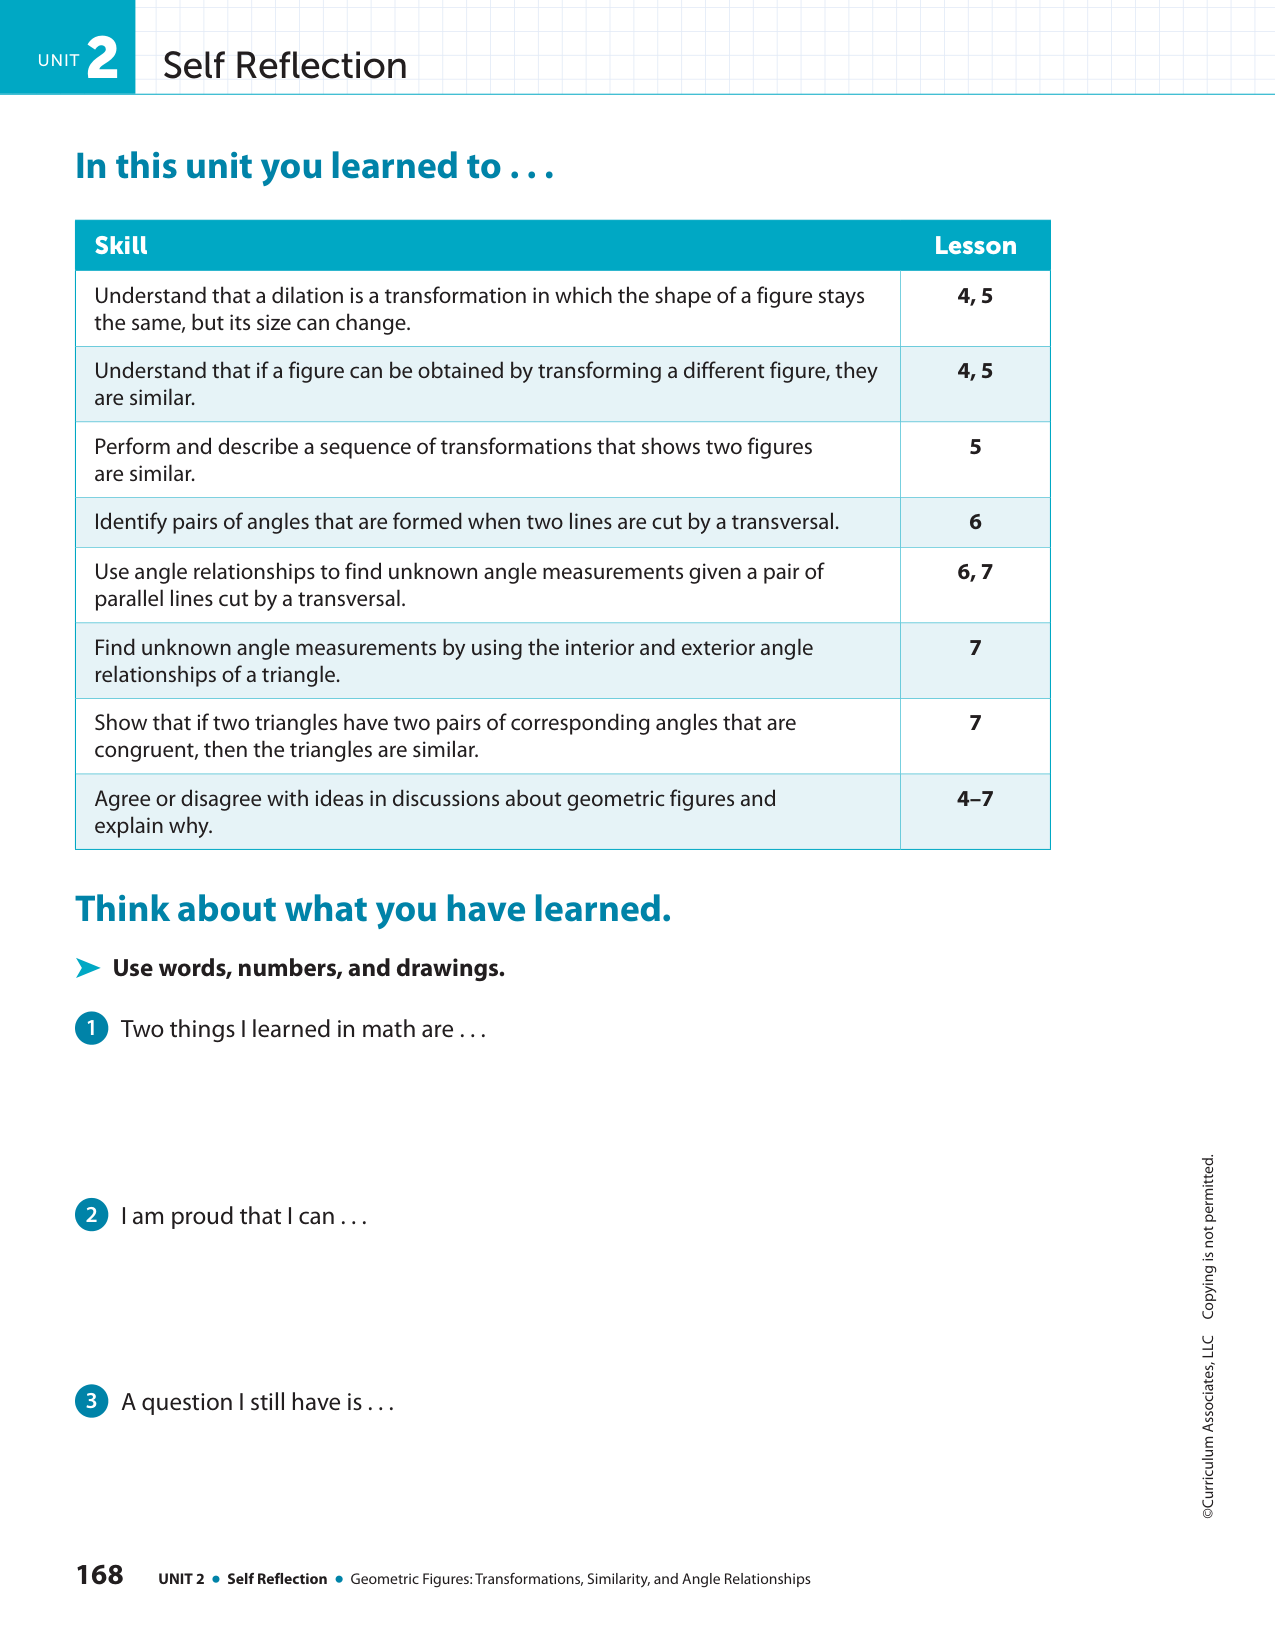 UNIT 2 Self Reflection
In this unit you learned to . . .
Skill Lesson
Understand that a dilation is a transformation in which the shape of a figure stays 4, 5
the same, but its size can change.
Understand that if a figure can be obtained by transforming a different figure, they 4, 5
are similar.
Perform and describe a sequence of transformations that shows two figures 5
are similar.
Identify pairs of angles that are formed when two lines are cut by a transversal. 6
Use angle relationships to find unknown angle measurements given a pair of 6, 7
parallel lines cut by a transversal.
Find unknown angle measurements by using the interior and exterior angle 7
relationships of a triangle.
Show that if two triangles have two pairs of corresponding angles that are 7
congruent, then the triangles are similar.
Agree or disagree with ideas in discussions about geometric figures and 4–7
explain why.
Think about what you have learned.
➤ Use words, numbers, and drawings.
1 Two things I learned in math are . . .
2 I am proud that I can . . .
3 A question I still have is . . .
©Curriculum Associates, LLC Copying is not permitted.
168 UNIT 2 • Self Reflection • Geometric Figures: Transformations, Similarity, and Angle Relationships